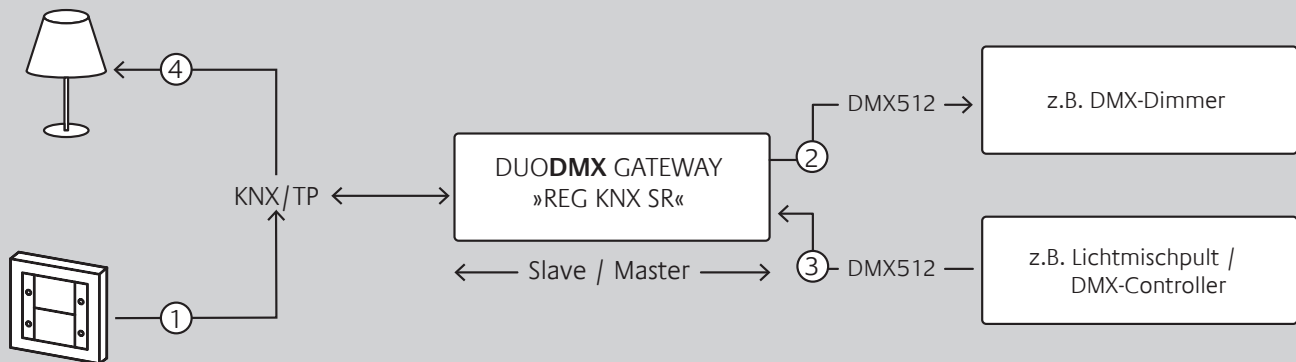 ④
DMX512
z.B. DMX-Dimmer
②
DUODMX GATEWAY
»REG KNX SR«
KNX/TP
Slave / Master
③
DMX512
z.B. Lichtmischpult /
DMX-Controller
①